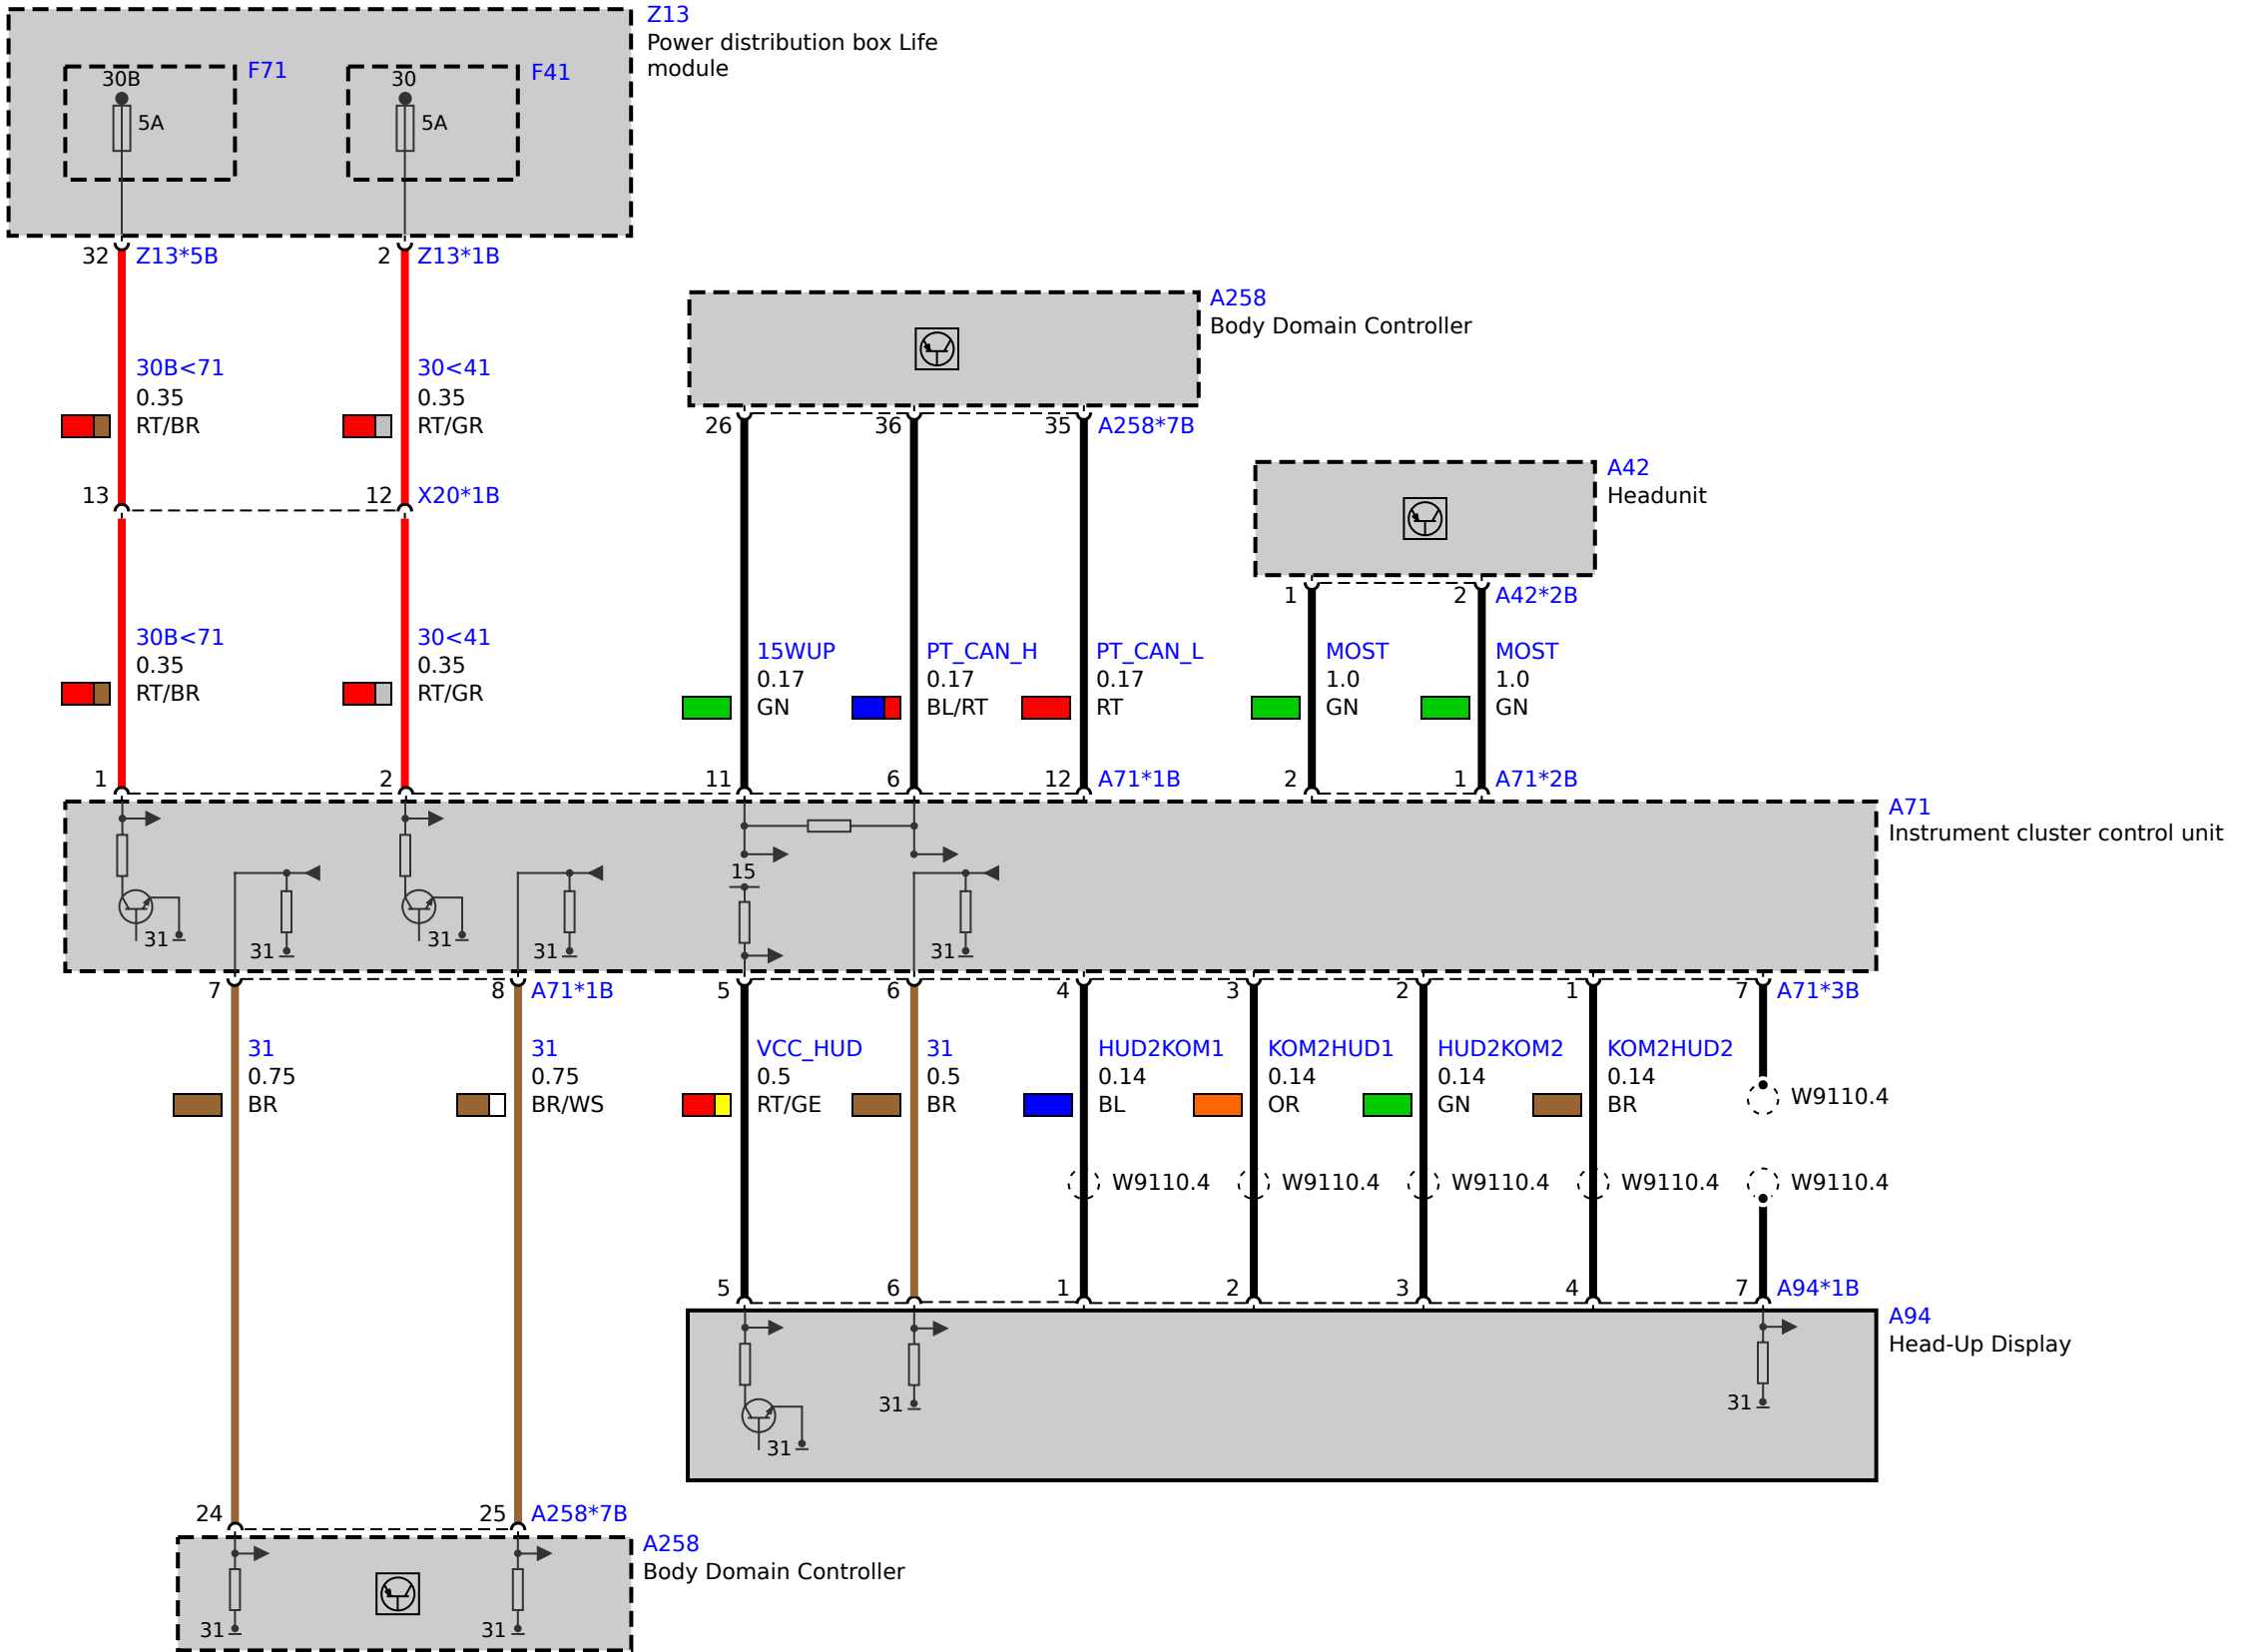 Z13
Power distribution box Life
module
30B
F71
30
F41
5A
5A
32 Z13*5B
2 Z13*1B
A258
Body Domain Controller
30B<71
0.35
RT/BR
30<41
0.35
RT/GR
26
36
35 A258*7B
A42
Headunit
13
12 X20*1B
1
2 A42*2B
30B<71
0.35
RT/BR
30<41
0.35
RT/GR
15WUP
0.17
GN
PT_CAN_H
0.17
BL/RT
PT_CAN_L
0.17
RT
MOST
1.0
GN
MOST
1.0
GN
1
2
11
6
12 A71*1B
2
1 A71*2B
A71
Instrument cluster control unit
15
31
31
31
31
31
7
8 A71*1B
5
6
4
3
2
1
7 A71*3B
31
0.75
BR
31
0.75
BR/WS
VCC_HUD
0.5
RT/GE
31
0.5
BR
HUD2KOM1
0.14
BL
KOM2HUD1
0.14
OR
HUD2KOM2
0.14
GN
KOM2HUD2
0.14
BR
W9110.4
W9110.4
W9110.4
W9110.4
W9110.4
W9110.4
5
6
1
2
3
4
7 A94*1B
A94
Head-Up Display
31
31
31
24
25 A258*7B
A258
Body Domain Controller
31
31